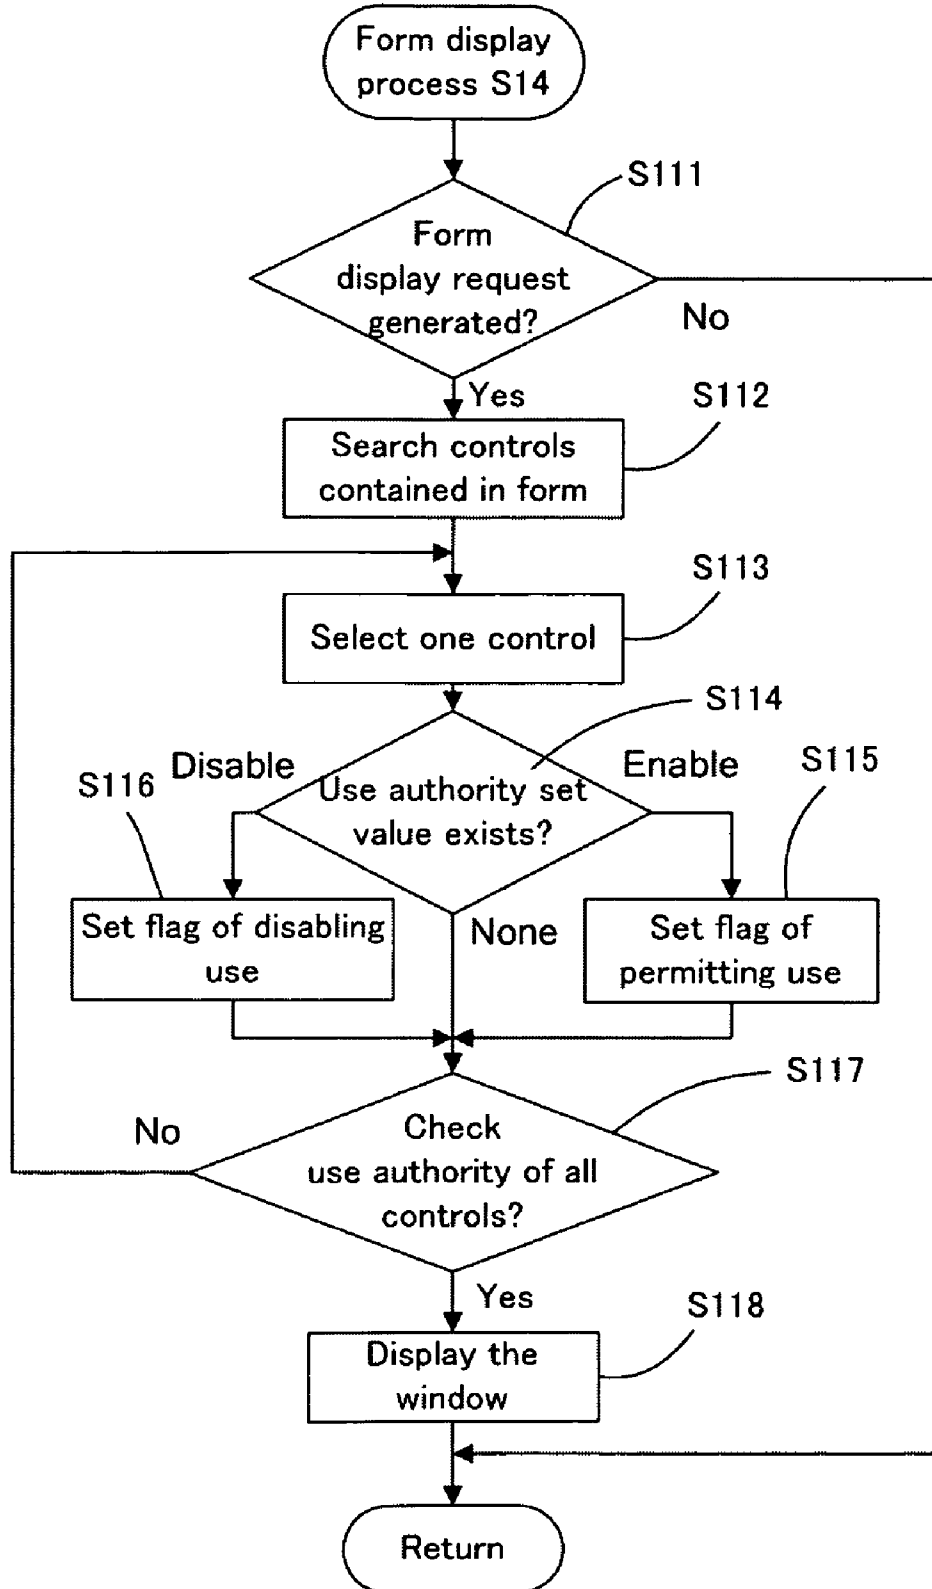 Form display
process S14
S111
Form
display request
generated?
No
Yes
S112
Search controls
contained in form
S113
Select one control
S114
Disable
Enable
S115
S116
Use authority set
value exists?
Set flag of disabling
use
None
Set flag of
permitting use
S117
No
Check
use authority of all
controls?
Yes
S118
Display the
window
Return